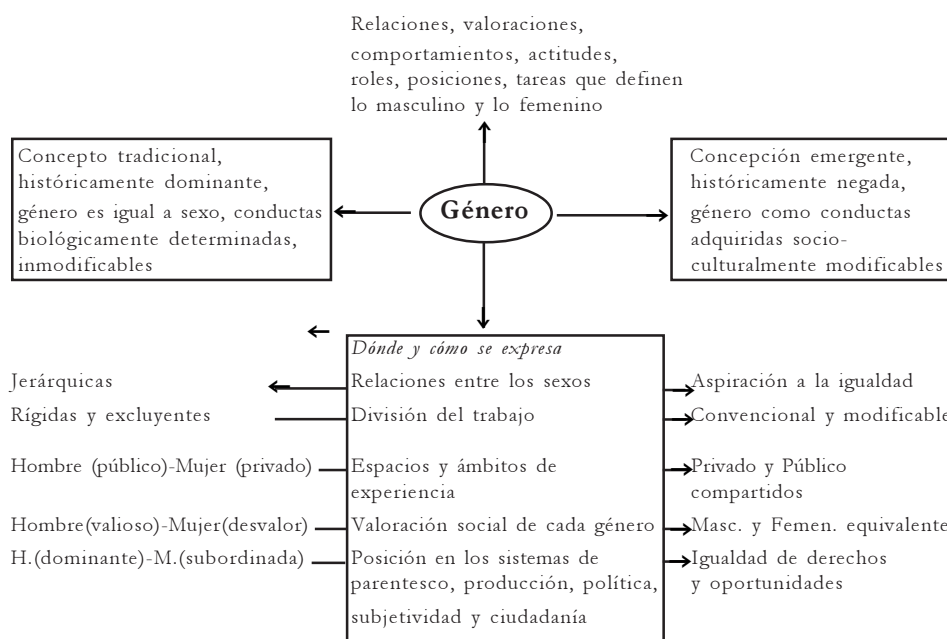 Relaciones, valoraciones,
comportamientos, actitudes,
roles, posiciones, tareas que definen
lo masculino y lo femenino
Concepto tradicional,
históricamente dominante,
género es igual a sexo, conductas
biológicamente determinadas,
inmodificables
Género
Concepción emergente,
históricamente negada,
género como conductas
adquiridas socio-
culturalmente modificables
Dónde y cómo se expresa
Jerárquicas
Relaciones entre los sexos
Aspiración a la igualdad
Rígidas y excluyentes
División del trabajo
Convencional y modificable
Hombre (público)-Mujer (privado)
Espacios y ámbitos de
experiencia
Privado y Público
compartidos
Hombre(valioso)-Mujer(desvalor)
Valoración social de cada género
Masc. y Femen. equivalente
H.(dominante)-M.(subordinada)
Posición en los sistemas de
parentesco, producción, política,
subjetividad y ciudadanía
Igualdad de derechos
y oportunidades